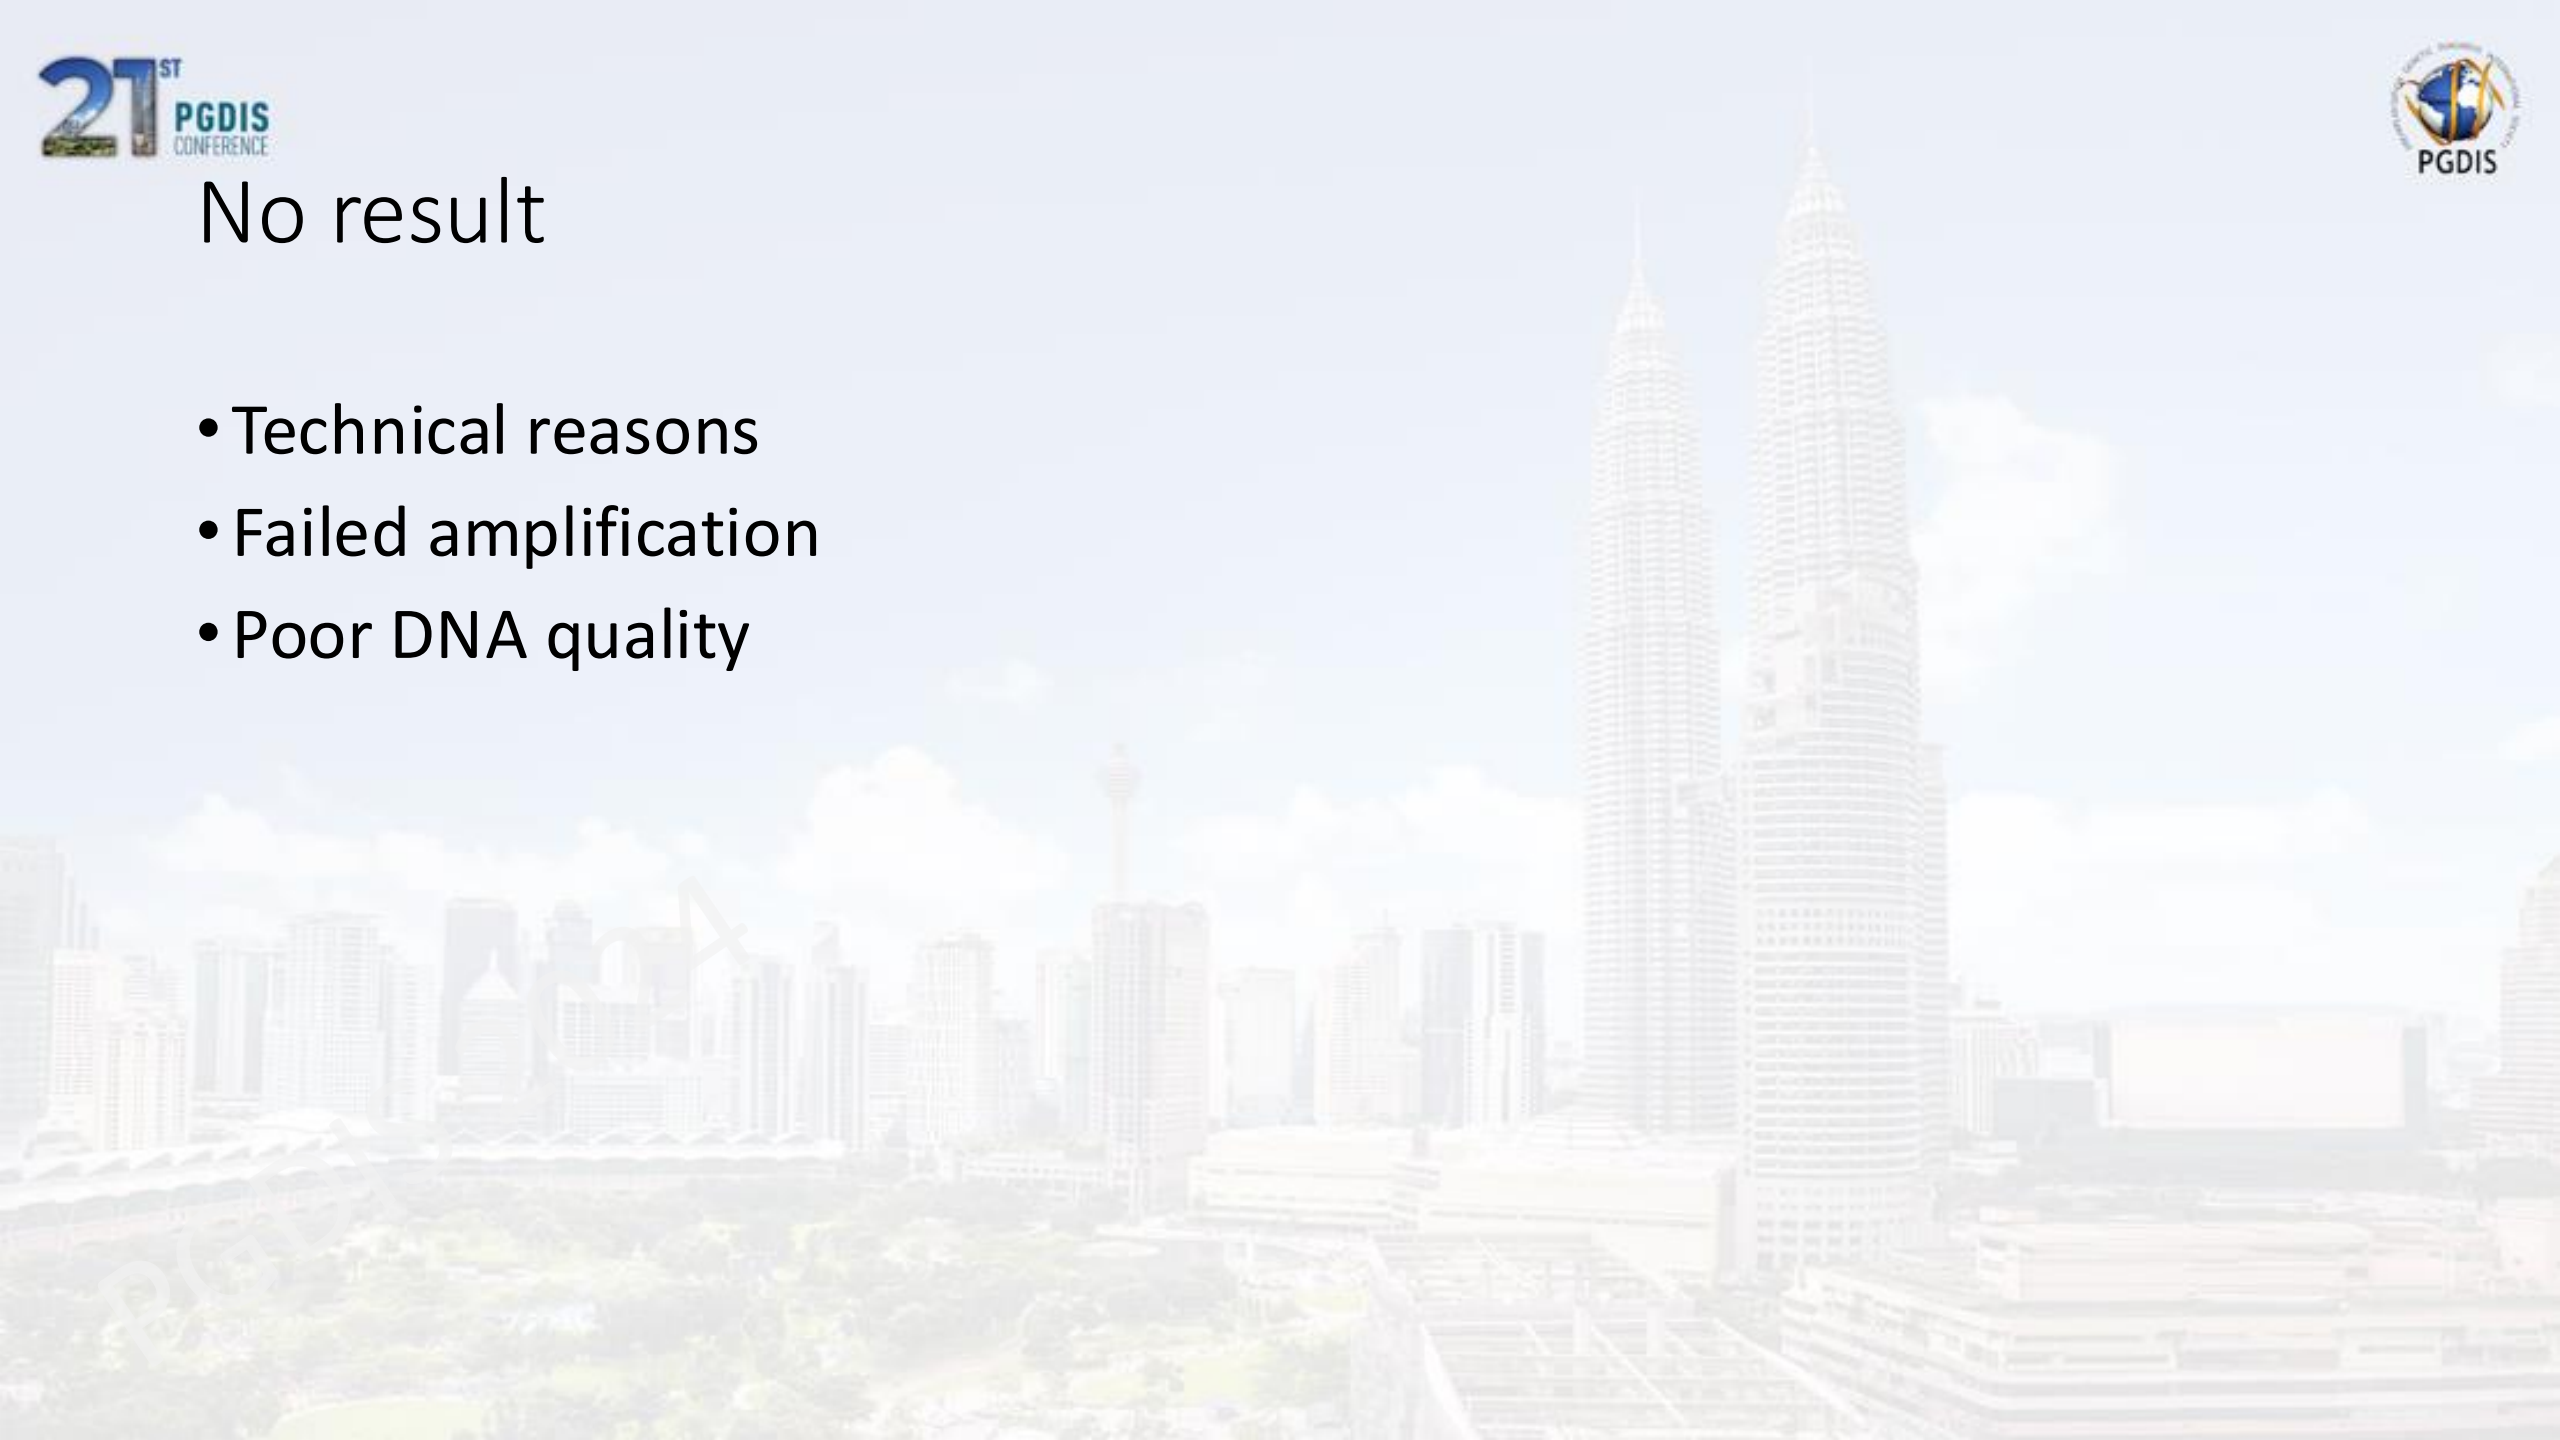 21ST
PGDIS
CONFERENCE
PGDIS
No result
• Technical reasons
• Failed amplification
• Poor DNA quality